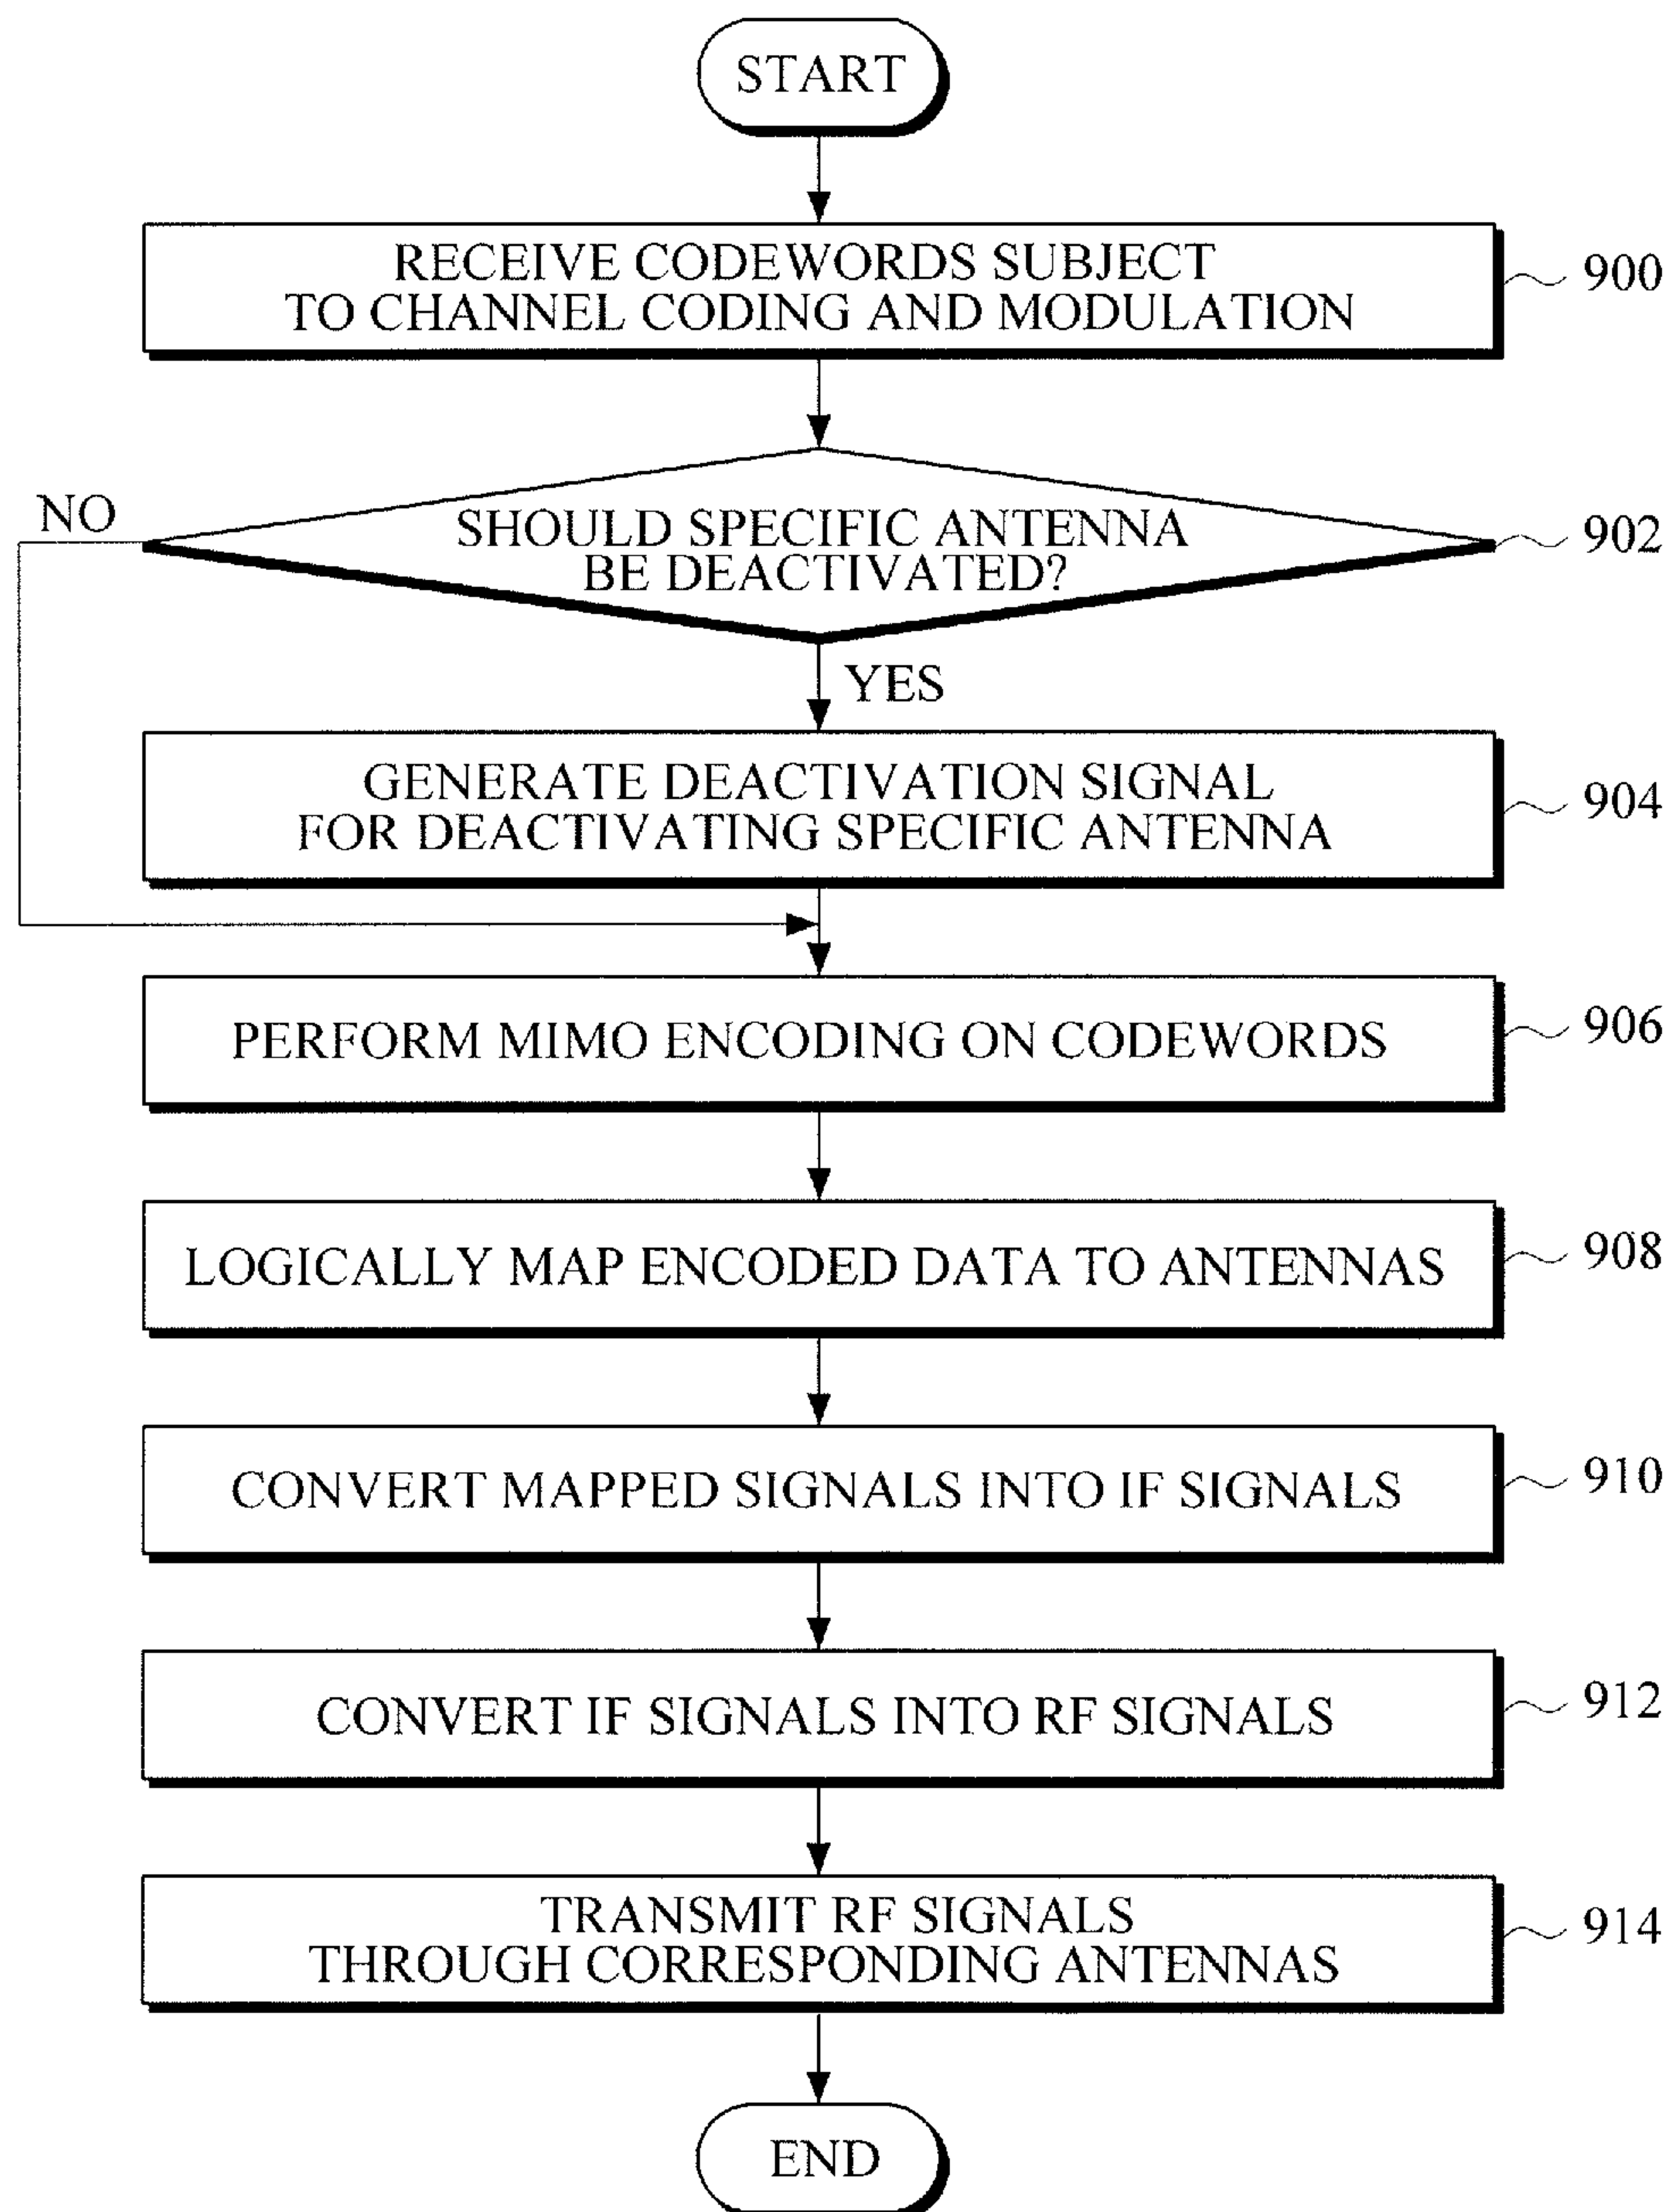 START
RECEIVE CODEWORDS SUBJECT
TO CHANNEL CODING AND MODULATION
900
NO
SHOULD SPECIFIC ANTENNA
BE DEACTIVATED?
902
YES
GENERATE DEACTIVATION SIGNAL
FOR DEACTIVATING SPECIFIC ANTENNA
904
PERFORM MIMO ENCODING ON CODEWORDS
906
LOGICALLY MAP ENCODED DATA TO ANTENNAS
908
CONVERT MAPPED SIGNALS INTO IF SIGNALS
910
CONVERT IF SIGNALS INTO RF SIGNALS
912
TRANSMIT RF SIGNALS
THROUGH CORRESPONDING ANTENNAS
914
END